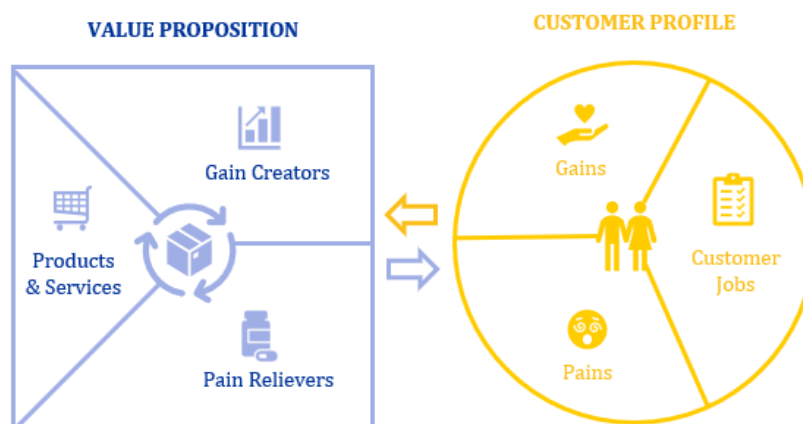 VALUE PROPOSITION
CUSTOMER PROFILE
Gain Creators
Products
& Services
Pain Relievers
Gains
Customer
Jobs
Pains